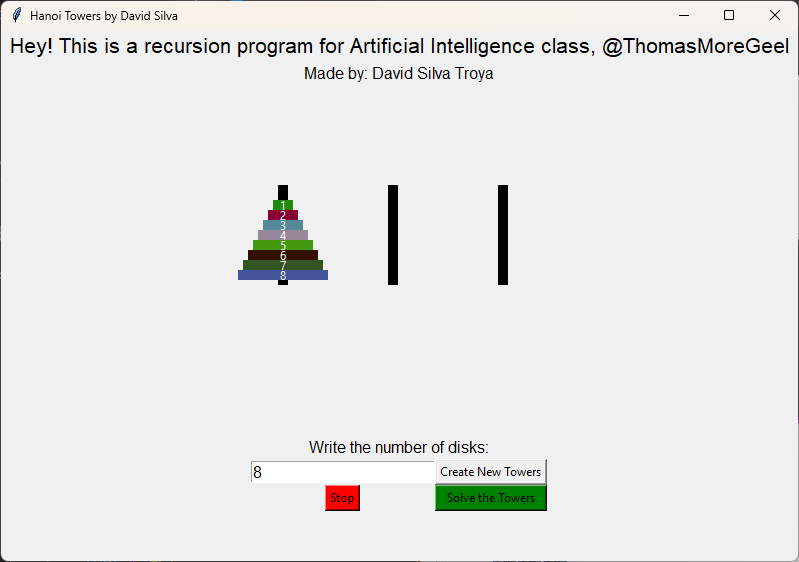 Hanoi Towers by David Silva
Hey! This is a recursion program for Artificial Intelligence class, @ThomasMoreGeel
Made by: David Silva Troya
1
2
3
4
5
6
7
8
Write the number of disks:
8 Create New Towers
Stop Solve the Towers